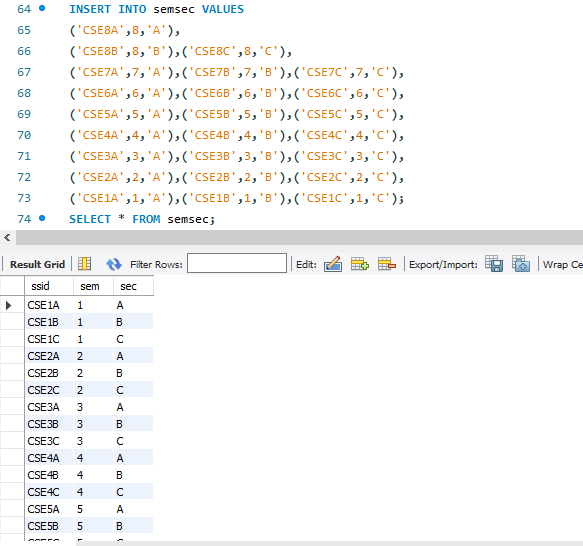 64 INSERT INTO semsec VALUES
65 ('CSE8A',8,'A'),
66 ('CSE8B',8,'B'),('CSE8C',8,'C'),
67 ('CSE7A',7,'A'),('CSE7B',7,'B'),('CSE7C',7,'C'),
68 ('CSE6A',6,'A'),('CSE6B',6,'B'),('CSE6C',6,'C'),
69 ('CSE5A',5,'A'),('CSE5B',5,'B'),('CSE5C',5,'C'),
70 ('CSE4A',4,'A'),('CSE4B',4,'B'),('CSE4C',4,'C'),
71 ('CSE3A',3,'A'),('CSE3B',3,'B'),('CSE3C',3,'C'),
72 ('CSE2A',2,'A'),('CSE2B',2,'B'),('CSE2C',2,'C'),
73 ('CSE1A',1,'A'),('CSE1B',1,'B'),('CSE1C',1,'C');
74 SELECT * FROM semsec;
Result Grid Filter Rows: Edit: Export/Import: Wrap Ce
ssid sem sec
CSE1A 1 A
CSE1B 1 B
CSE1C 1 C
CSE2A 2 A
CSE2B 2 B
CSE2C 2 C
CSE3A 3 A
CSE3B 3 B
CSE3C 3 C
CSE4A 4 A
CSE4B 4 B
CSE4C 4 C
CSE5A 5 A
CSE5B 5 B